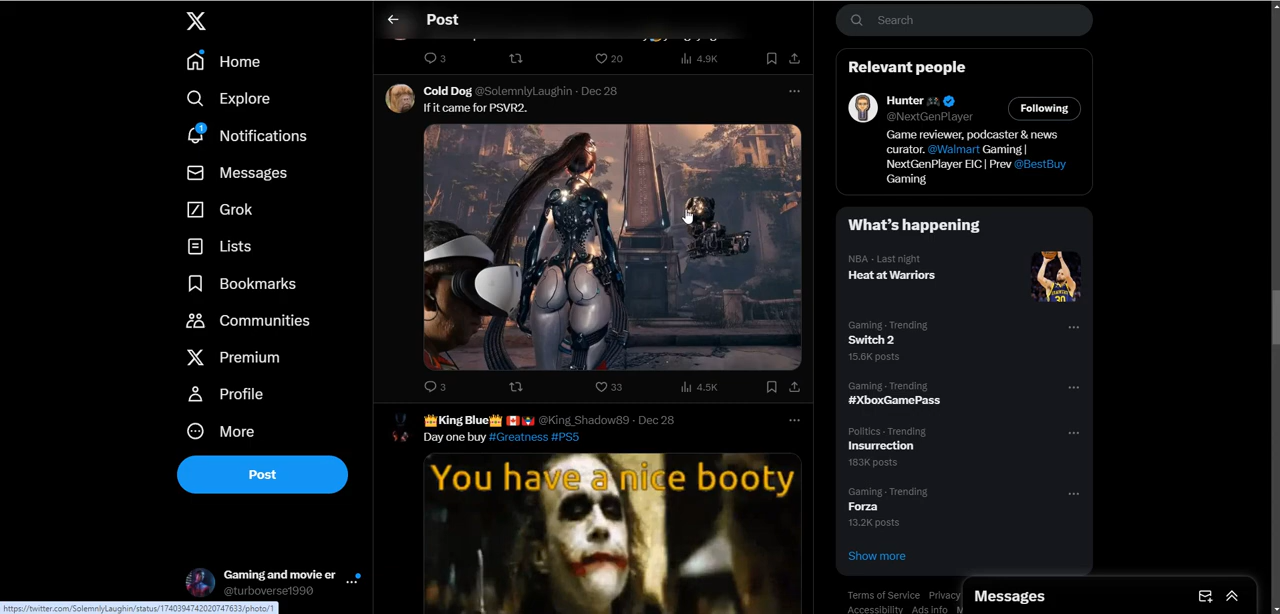 Home
Explore
1
Notifications
Messages
Grok
Lists
Bookmarks
Communities
Premium
Profile
More
Post
Gaming and movie er
@turboverse1990
https://twitter.com/SolemnlyLaughin/status/1740394742020747633/photo/1
Post
3
20
4.9K
Cold Dog @SolemnlyLaughin · Dec 28
If it came for PSVR2.
3
33
4.5K
King Blue @King_Shadow89 · Dec 28
Day one buy #Greatness #PS5
You have a nice booty
Search
Relevant people
Hunter
@NextGenPlayer
Following
Game reviewer, podcaster & news
curator. @Walmart Gaming |
NextGenPlayer EIC | Prev @BestBuy
Gaming
What's happening
NBA · Last night
Heat at Warriors
Gaming · Trending
Switch 2
15.6K posts
Gaming · Trending
#XboxGamePass
Politics · Trending
Insurrection
183K posts
Gaming · Trending
Forza
13.2K posts
Show more
Terms of Service Privacy
Accessibility Ads info
Messages